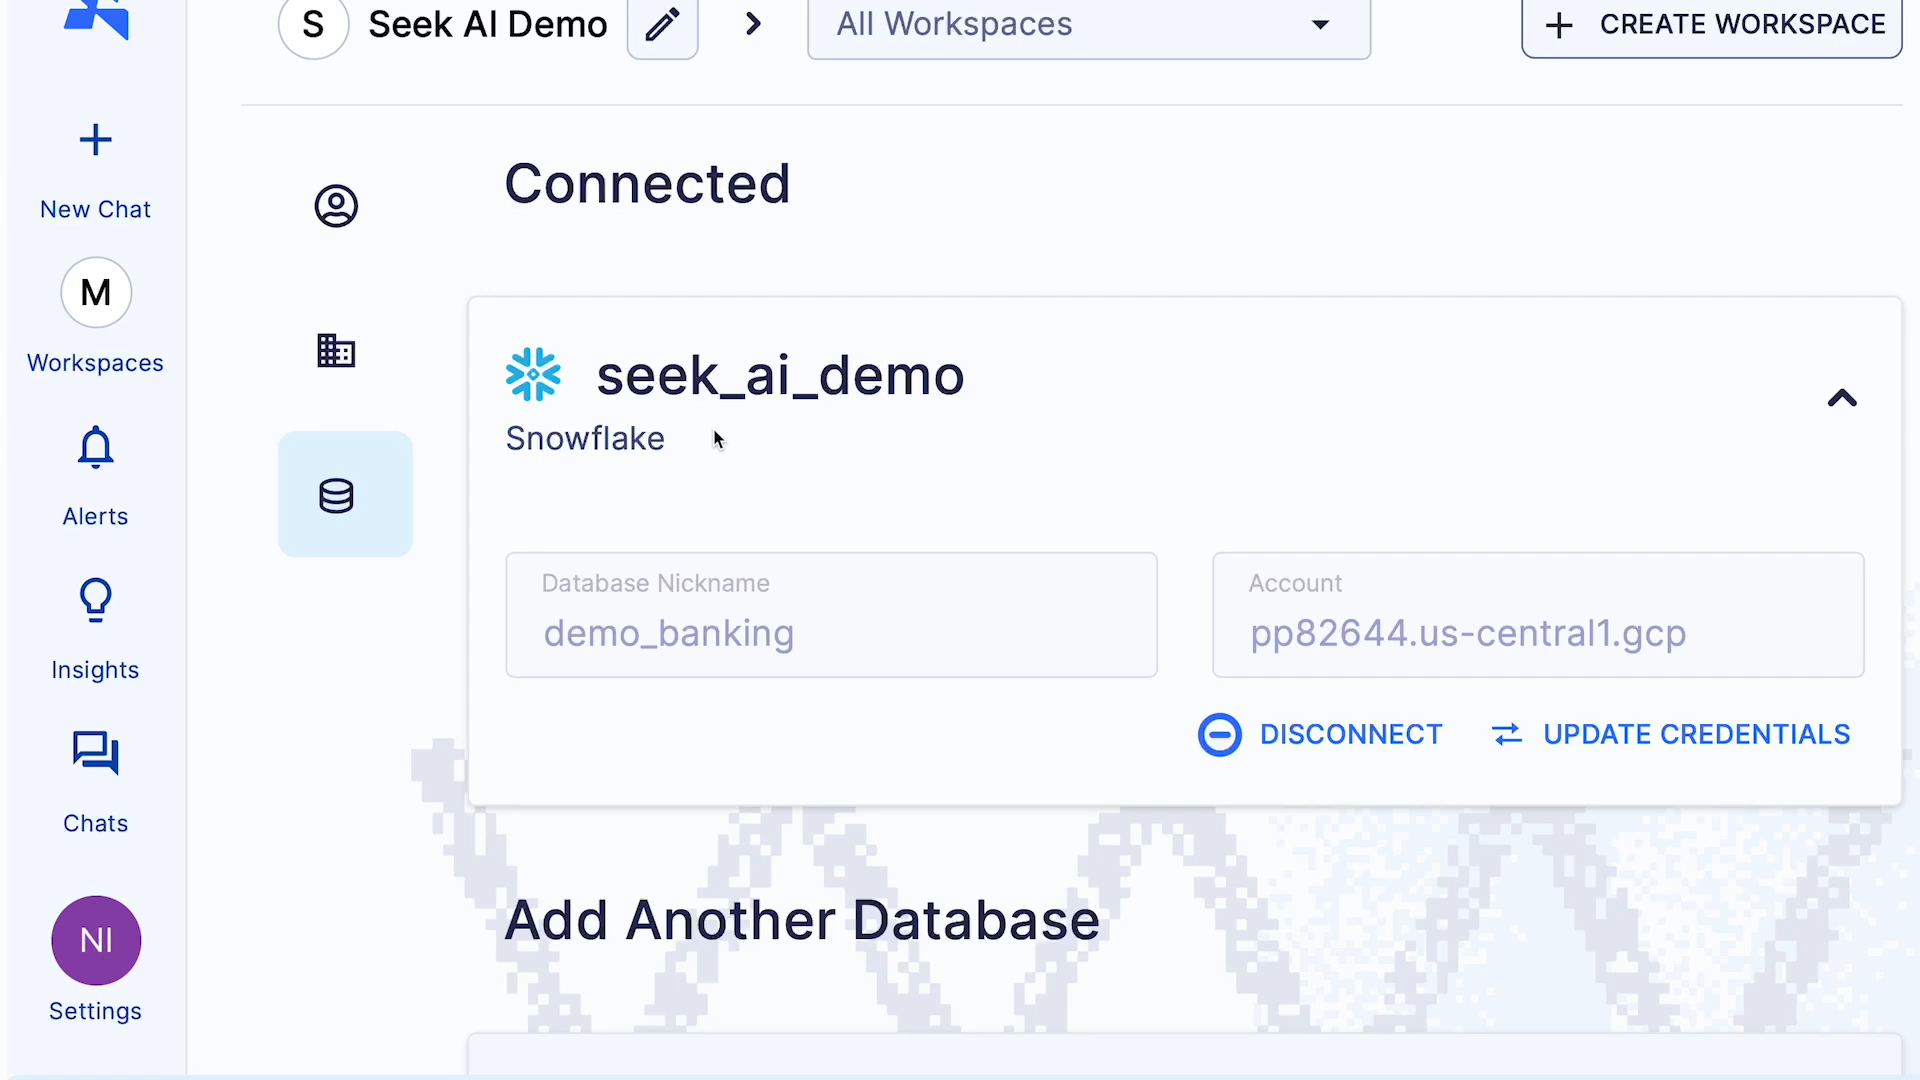 S
Seek AI Demo
All Workspaces
CREATE WORKSPACE
New Chat
M
Workspaces
Alerts
Insights
Chats
NI
Settings
Connected
seek_ai_demo
Snowflake
Database Nickname
demo_banking
Account
pp82644.us-central1.gcp
DISCONNECT
UPDATE CREDENTIALS
Add Another Database